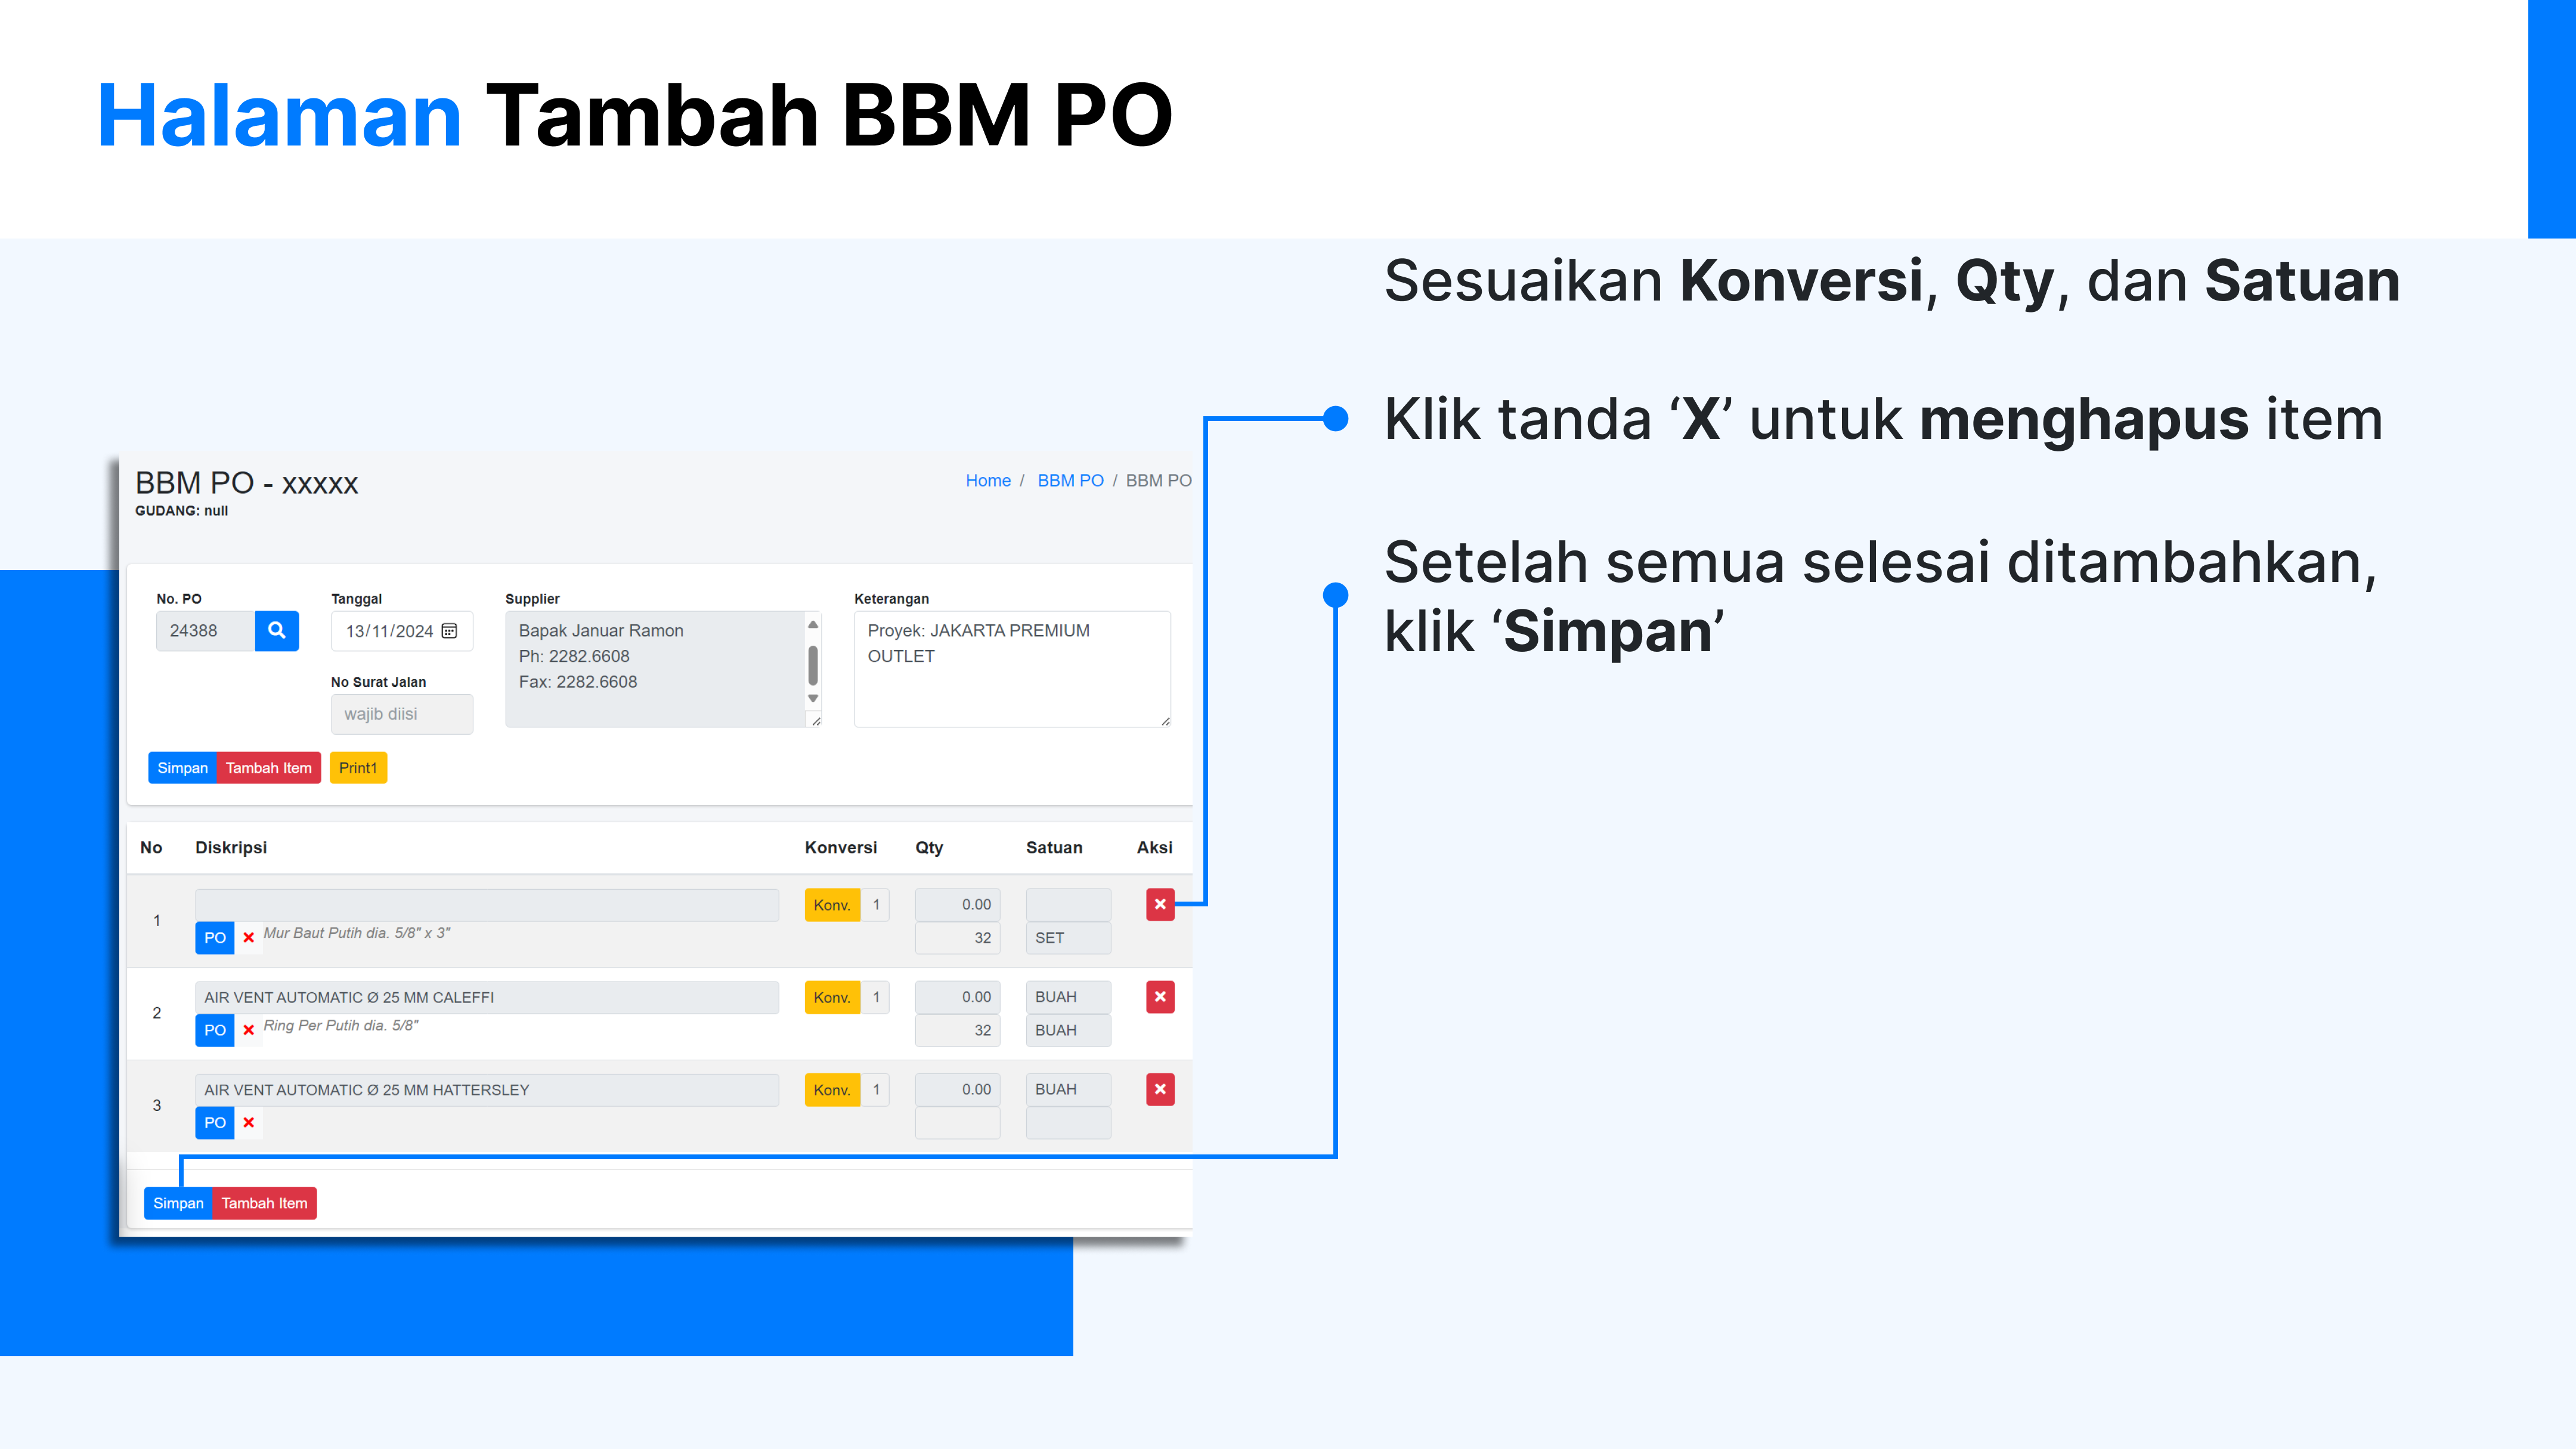 Halaman Tambah BBM PO
Sesuaikan Konversi, Qty, dan Satuan
Klik tanda ‘X’ untuk menghapus item
Setelah semua selesai ditambahkan,
klik ‘Simpan’
BBM PO - xxxxx
GUDANG: null
Home / BBM PO / BBM PO
No. PO
24388
Tanggal
13/11/2024
No Surat Jalan
wajib diisi
Supplier
Bapak Januar Ramon
Ph: 2282.6608
Fax: 2282.6608
Keterangan
Proyek: JAKARTA PREMIUM
OUTLET
Simpan Tambah Item Print1
No Diskripsi Konversi Qty Satuan Aksi
1 Konv. 1 0.00
PO Mur Baut Putih dia. 5/8" x 3" 32 SET
2 AIR VENT AUTOMATIC Ø 25 MM CALEFFI Konv. 1 0.00 BUAH
PO Ring Per Putih dia. 5/8" 32 BUAH
3 AIR VENT AUTOMATIC Ø 25 MM HATTERSLEY Konv. 1 0.00 BUAH
PO
Simpan Tambah Item